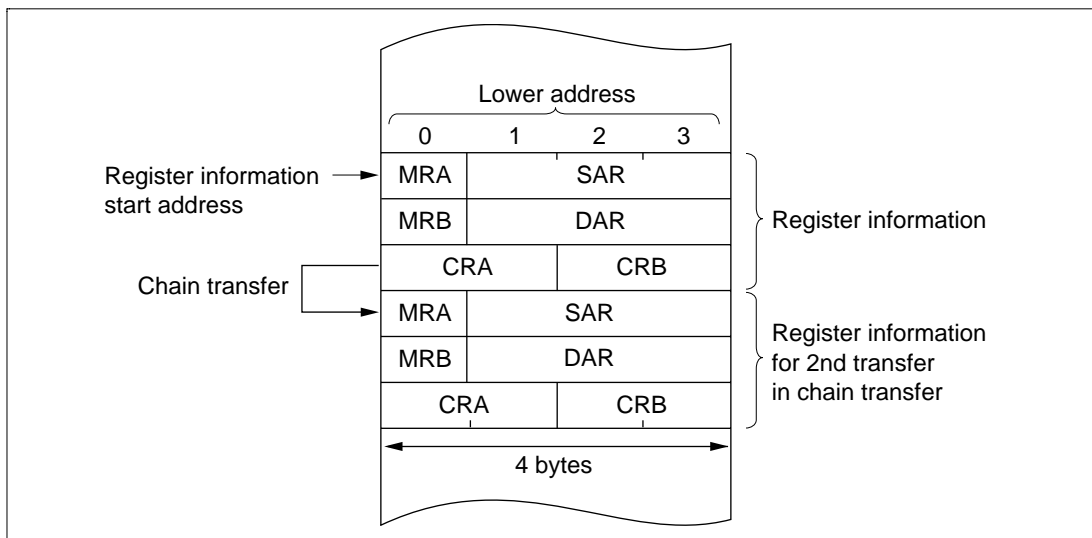 Lower address
0 1 2 3
Register information
start address
MRA SAR
MRB DAR
Register information
CRA CRB
Chain transfer
MRA SAR
MRB DAR
Register information
for 2nd transfer
in chain transfer
CRA CRB
4 bytes